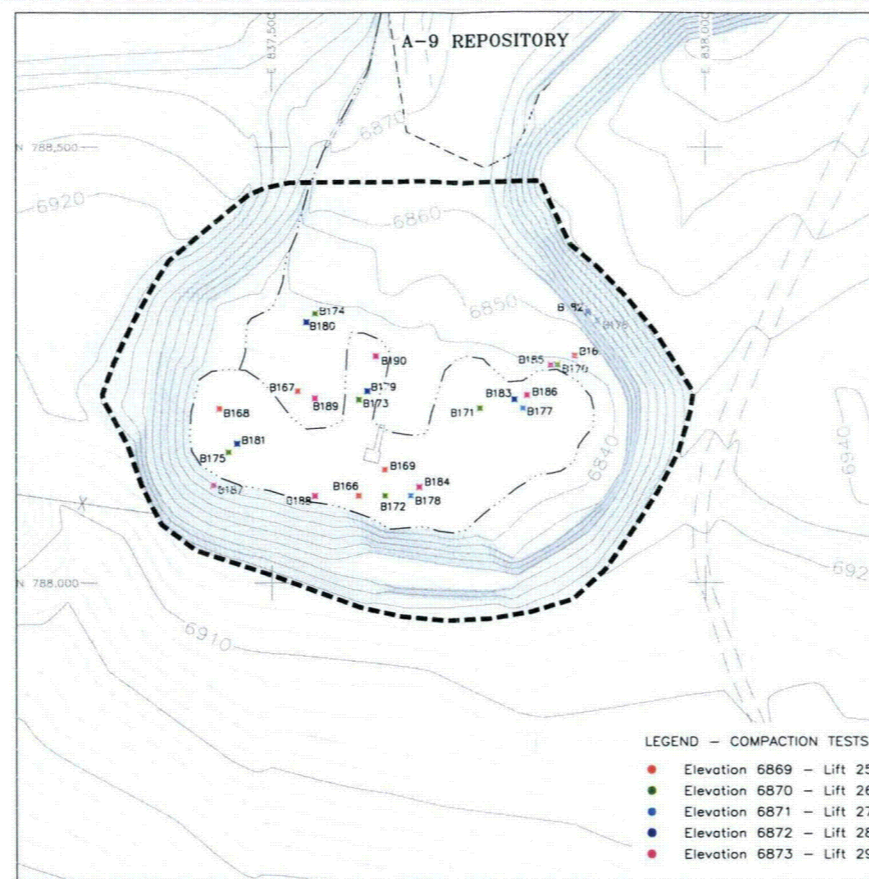 A-9 REPOSITORY
E 837,500
E 838,000
6870
N 788,500
6920
6860
6850
B174
B180
B190
B185
B167
B189
B179
B173
B171
B183
B186
B177
B168
B181
B175
6840
6940
B169
B187
B166
B184
B172
B178
X
N 788,000
6910
LEGEND – COMPACTION TESTS
Elevation 6869 – Lift 25
Elevation 6870 – Lift 26
Elevation 6871 – Lift 27
Elevation 6872 – Lift 28
Elevation 6873 – Lift 29